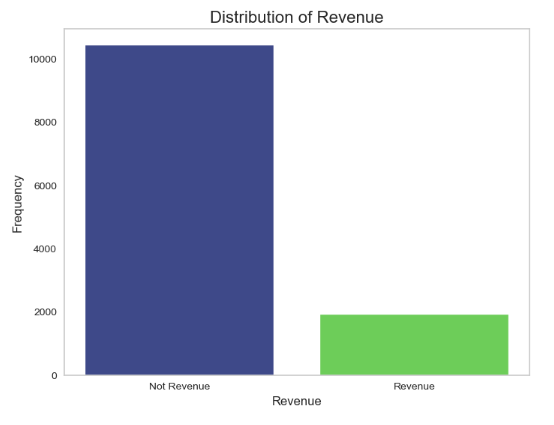 Distribution of Revenue
10000
8000
6000
4000
2000
0
Frequency
Not Revenue
Revenue
Revenue